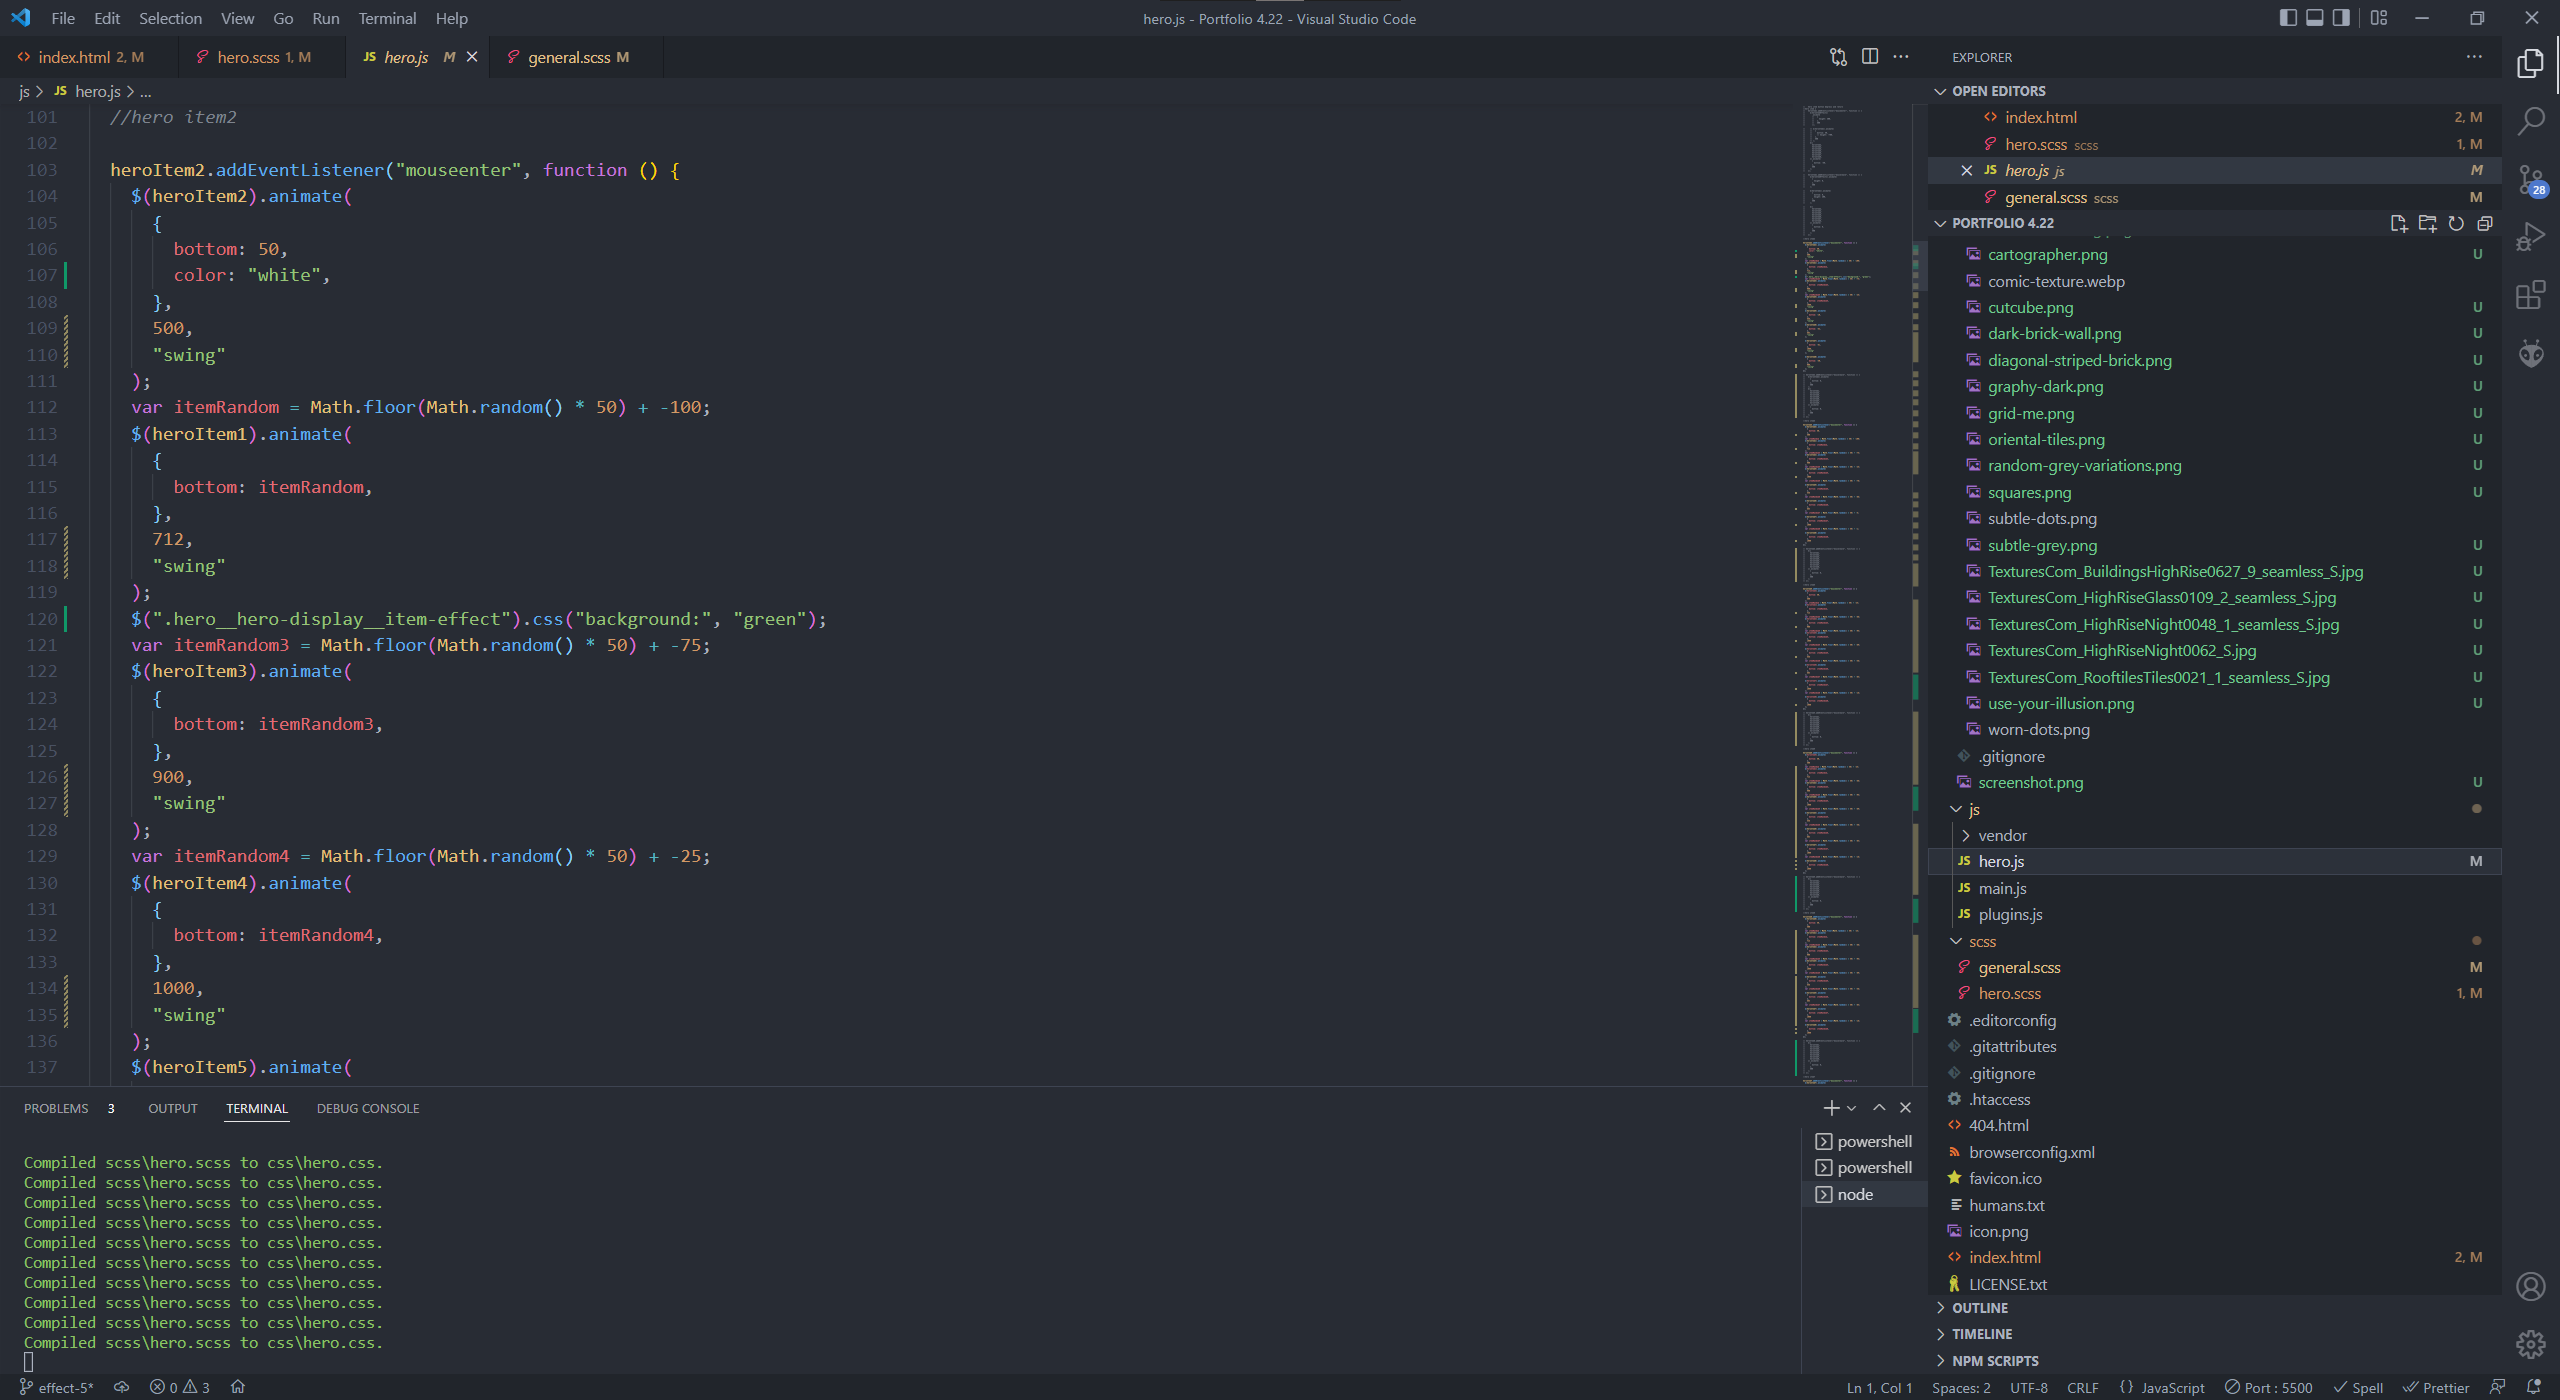 File Edit Selection View Go Run Terminal Help
hero.js - Portfolio 4.22 - Visual Studio Code
index.html 2, M
hero.scss 1, M
JS hero.js M
general.scss M
js > JS hero.js > ...
101 //hero item2
102
103 heroItem2.addEventListener("mouseenter", function () {
104 $(heroItem2).animate(
105 {
106 bottom: 50,
107 color: "white",
108 },
109 500,
110 "swing"
111 );
112 var itemRandom = Math.floor(Math.random() * 50) + -100;
113 $(heroItem1).animate(
114 {
115 bottom: itemRandom,
116 },
117 712,
118 "swing"
119 );
120 $(".hero__hero-display__item-effect").css("background:", "green");
121 var itemRandom3 = Math.floor(Math.random() * 50) + -75;
122 $(heroItem3).animate(
123 {
124 bottom: itemRandom3,
125 },
126 900,
127 "swing"
128 );
129 var itemRandom4 = Math.floor(Math.random() * 50) + -25;
130 $(heroItem4).animate(
131 {
132 bottom: itemRandom4,
133 },
134 1000,
135 "swing"
136 );
137 $(heroItem5).animate(
PROBLEMS 3 OUTPUT TERMINAL DEBUG CONSOLE
Compiled scss\hero.scss to css\hero.css.
Compiled scss\hero.scss to css\hero.css.
Compiled scss\hero.scss to css\hero.css.
Compiled scss\hero.scss to css\hero.css.
Compiled scss\hero.scss to css\hero.css.
Compiled scss\hero.scss to css\hero.css.
Compiled scss\hero.scss to css\hero.css.
Compiled scss\hero.scss to css\hero.css.
Compiled scss\hero.scss to css\hero.css.
Compiled scss\hero.scss to css\hero.css.
powershell
powershell
node
EXPLORER
OPEN EDITORS
index.html 2, M
hero.scss scss 1, M
JS hero.js js M
general.scss scss M
PORTFOLIO 4.22
cartographer.png U
comic-texture.webp
cutcube.png U
dark-brick-wall.png U
diagonal-striped-brick.png U
graphy-dark.png U
grid-me.png U
oriental-tiles.png U
random-grey-variations.png U
squares.png U
subtle-dots.png
subtle-grey.png U
TexturesCom_BuildingsHighRise0627_9_seamless_S.jpg U
TexturesCom_HighRiseGlass0109_2_seamless_S.jpg U
TexturesCom_HighRiseNight0048_1_seamless_S.jpg U
TexturesCom_HighRiseNight0062_S.jpg U
TexturesCom_RooftilesTiles0021_1_seamless_S.jpg U
use-your-illusion.png U
worn-dots.png
.gitignore
screenshot.png U
js
vendor
JS hero.js M
JS main.js
JS plugins.js
scss
general.scss M
hero.scss 1, M
.editorconfig
.gitattributes
.gitignore
.htaccess
404.html
browserconfig.xml
favicon.ico
humans.txt
icon.png
index.html 2, M
LICENSE.txt
OUTLINE
TIMELINE
NPM SCRIPTS
28
effect-5* 0 3
Ln 1, Col 1 Spaces: 2 UTF-8 CRLF {} JavaScript Port : 5500 Spell Prettier